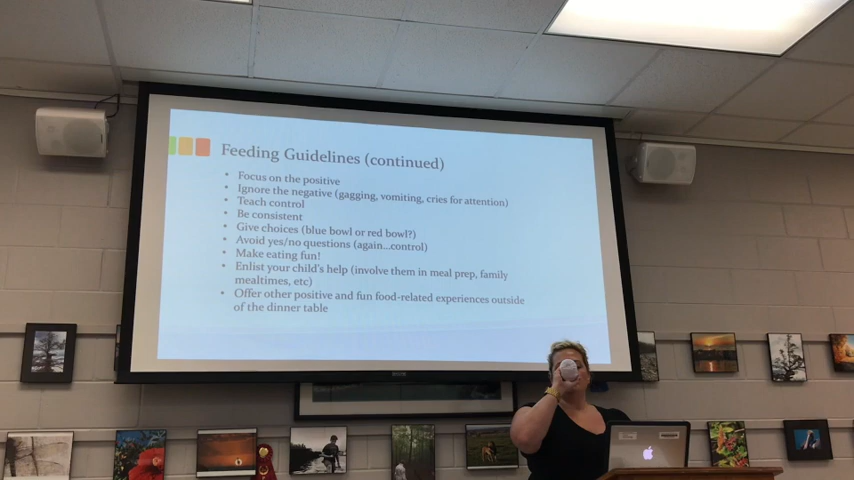 Feeding Guidelines (continued)
• Focus on the positive
• Ignore the negative (gagging, vomiting, cries for attention)
• Teach control
• Be consistent
• Give choices (blue bowl or red bowl?)
• Avoid yes/no questions (again...control)
• Make eating fun!
• Enlist your child's help (involve them in meal prep, family
mealtimes, etc)
• Offer other positive and fun food-related experiences outside
of the dinner table